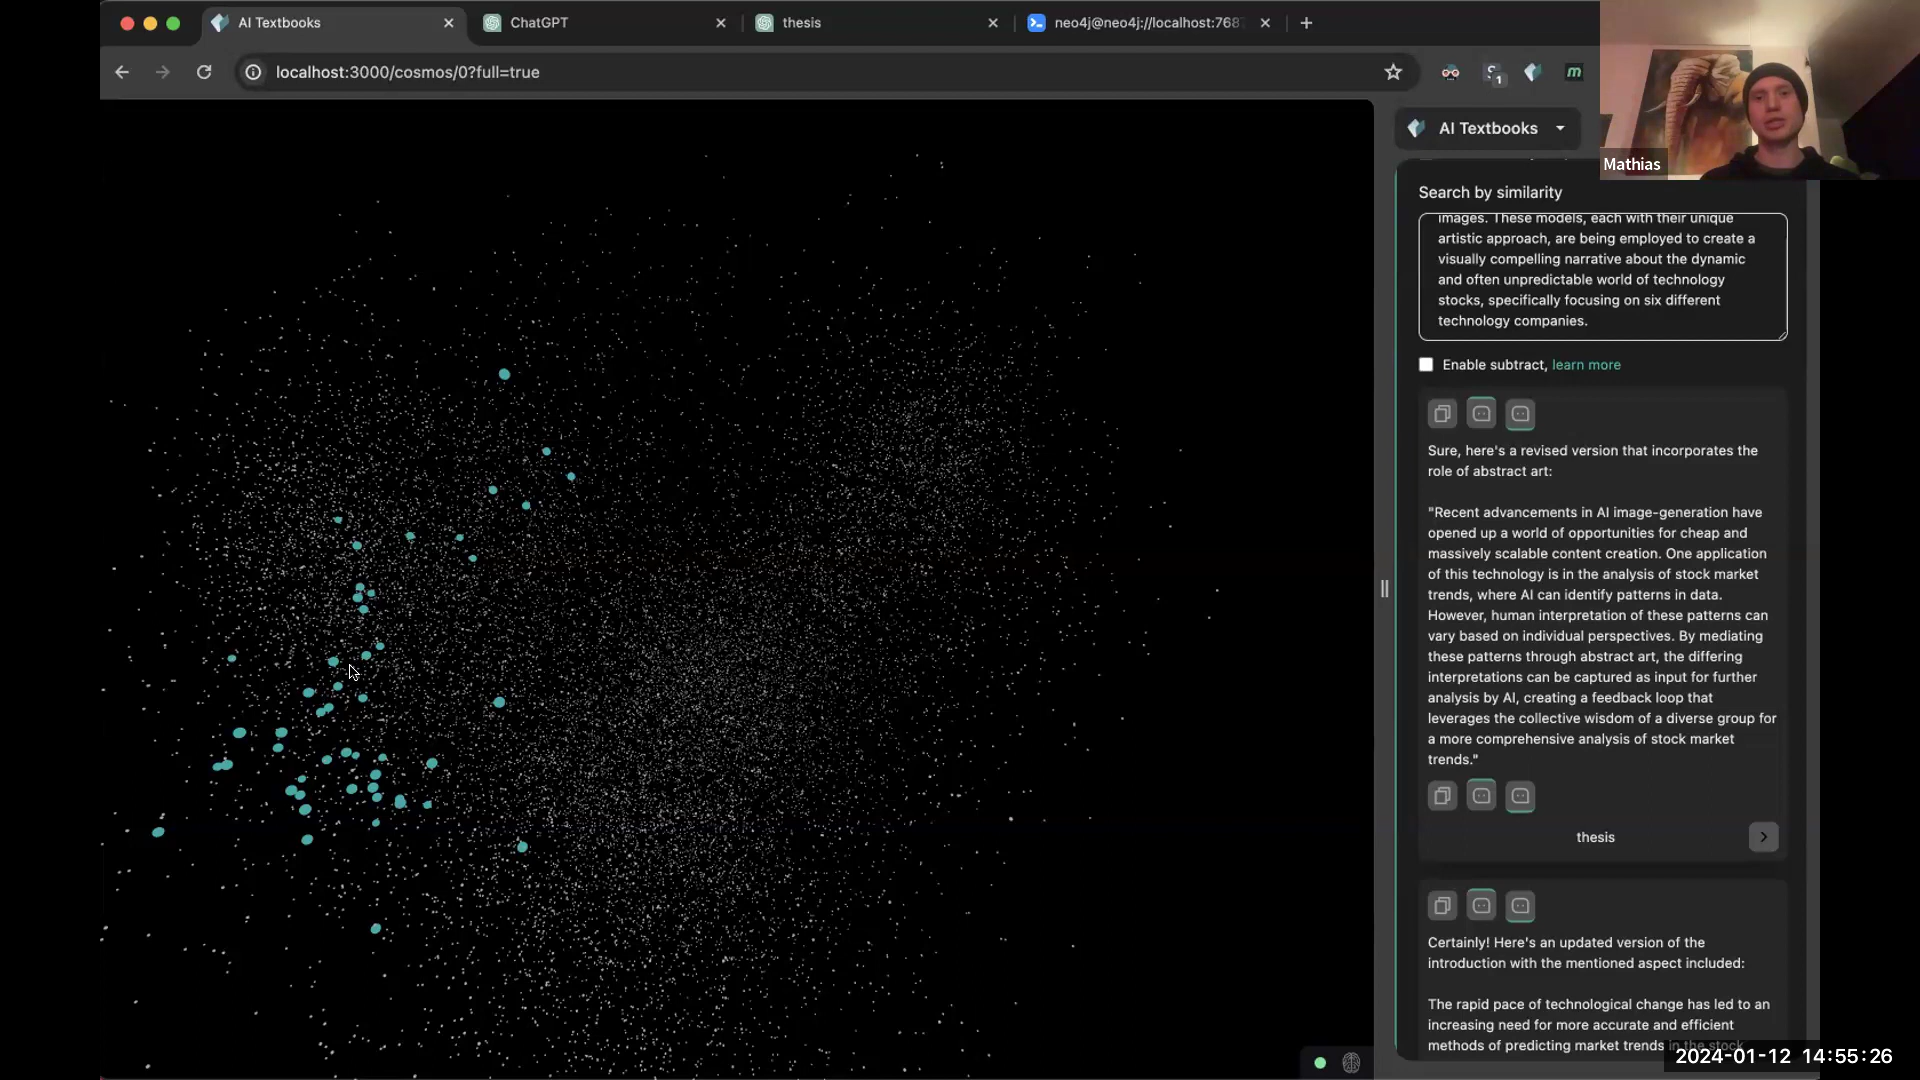 AI Textbooks
ChatGPT
thesis
neo4j@neo4j://localhost:768
localhost:3000/cosmos/0?full=true
1
m
AI Textbooks
Mathias
Search by similarity
images. These models, each with their unique
artistic approach, are being employed to create a
visually compelling narrative about the dynamic
and often unpredictable world of technology
stocks, specifically focusing on six different
technology companies.
Enable subtract, learn more
Sure, here's a revised version that incorporates the
role of abstract art:
"Recent advancements in AI image-generation have
opened up a world of opportunities for cheap and
massively scalable content creation. One application
of this technology is in the analysis of stock market
trends, where AI can identify patterns in data.
However, human interpretation of these patterns can
vary based on individual perspectives. By mediating
these patterns through abstract art, the differing
interpretations can be captured as input for further
analysis by AI, creating a feedback loop that
leverages the collective wisdom of a diverse group for
a more comprehensive analysis of stock market
trends."
thesis
Certainly! Here's an updated version of the
introduction with the mentioned aspect included:
The rapid pace of technological change has led to an
increasing need for more accurate and efficient
methods of predicting market trends in the stock
2024-01-12 14:55:26